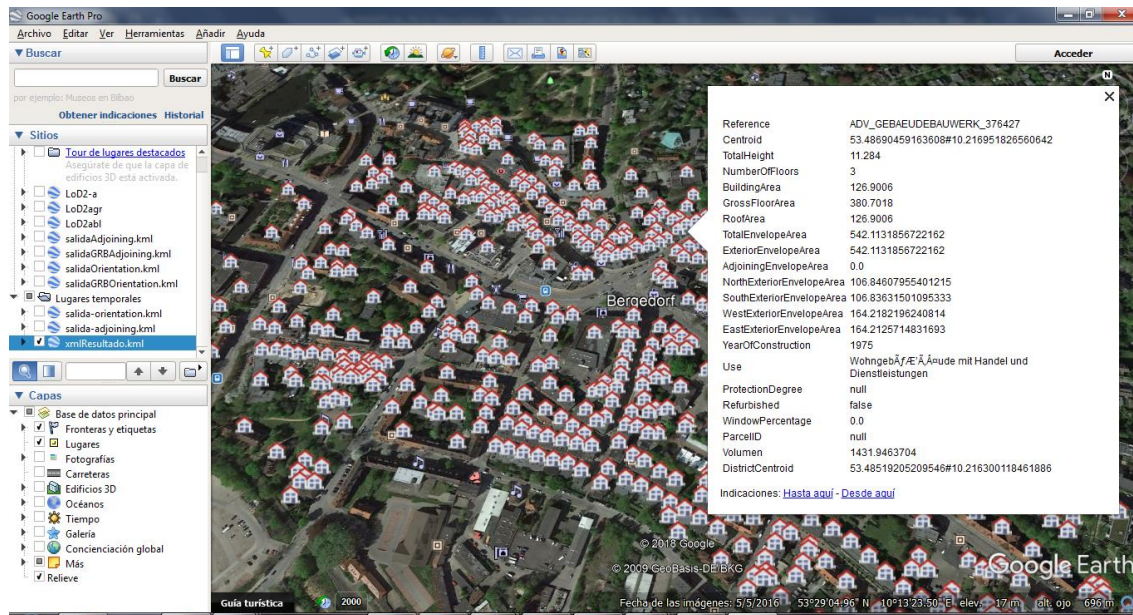 Google Earth Pro
Archivo Editar Ver Herramientas Añadir Ayuda
Buscar
Acceder
Buscar
por ejemplo: Museos en Bilbao
Obtener indicaciones Historial
Sitios
Tour de lugares destacados
Asegúrate de que la capa de
edificios 3D está activada.
LoD2-a
LoD2agr
LoD2abl
salidaAdjoining.kml
salidaGRBAdjoining.kml
salidaOrientation.kml
salidaGRBOrientation.kml
Lugares temporales
salida-orientation.kml
salida-adjoining.kml
xmlResultado.kml
Capas
Base de datos principal
Fronteras y etiquetas
Lugares
Fotografías
Carreteras
Edificios 3D
Océanos
Tiempo
Galería
Concienciación global
Más
Relieve
N
Bergedorf
Reference ADV_GEBAEUDEBAUWERK_376427
Centroid 53.48690459163608#10.216951826560642
TotalHeight 11.284
NumberOfFloors 3
BuildingArea 126.9006
GrossFloorArea 380.7018
RoofArea 126.9006
TotalEnvelopeArea 542.1131856722162
ExteriorEnvelopeArea 542.1131856722162
AdjoiningEnvelopeArea 0.0
NorthExteriorEnvelopeArea 106.84607955401215
SouthExteriorEnvelopeArea 106.83631501095333
WestExteriorEnvelopeArea 164.2182196240814
EastExteriorEnvelopeArea 164.2125714831693
YearOfConstruction 1975
Use WohngebÃƒÆ'Ã‚Â¤ude mit Handel und
Dienstleistungen
ProtectionDegree null
Refurbished false
WindowPercentage 0.0
ParcelID null
Volumen 1431.9463704
DistrictCentroid 53.48519205209546#10.216300118461886
Indicaciones: Hasta aquí - Desde aquí
© 2018 Google
© 2009 GeoBasis-DE/BKG
Google Earth
Guía turística 2000 Fecha de las imágenes: 5/5/2016 53°29'04.96" N 10°13'23.50" E elev. 17 m alt. ojo 696 m